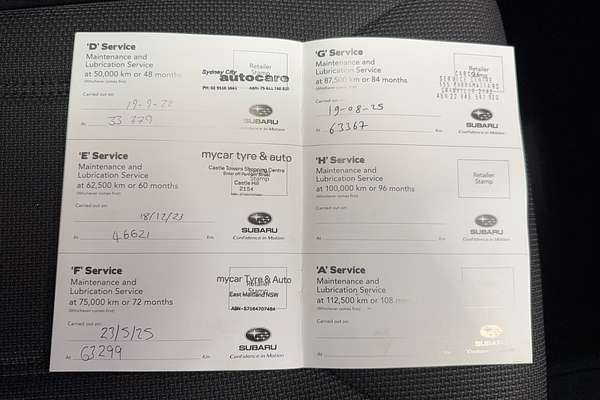 'D' Service
Maintenance and
Lubrication Service
at 50,000 km or 48 months
(Whichever comes first)
Retailer
Stamp
Sydney City
autocare
Carried out on:
19-9-22
At 33779
SUBARU
Confidence in Motion
'E' Service
Maintenance and
Lubrication Service
at 62,500 km or 60 months
(Whichever comes first)
mycar tyre & auto
Castle Towers Shopping Centre
Castle Hill
2154
Carried out on:
18/12/23
At 46621 Km
SUBARU
Confidence in Motion
'F' Service
Maintenance and
Lubrication Service
at 75,000 km or 72 months
(Whichever comes first)
mycar Tyre & Auto
Retailer
East Maitland NSW
ABN-57164707484
Carried out on:
23/5/25
At 63299 Km
SUBARU
Confidence in Motion
'G' Service
Maintenance and
Lubrication Service
at 87,500 km or 84 months
(Whichever comes first)
Retailer
SERVICE CENTRE
Carried out on:
19-08-25
At 63367
SUBARU
Confidence in Motion
'H' Service
Maintenance and
Lubrication Service
at 100,000 km or 96 months
(Whichever comes first)
Retailer
Stamp
Carried out on:
At Km
SUBARU
Confidence in Motion
'A' Service
Maintenance and
Lubrication Service
at 112,500 km or 108
(Whichever comes first)
Carried out on:
At
SUBARU